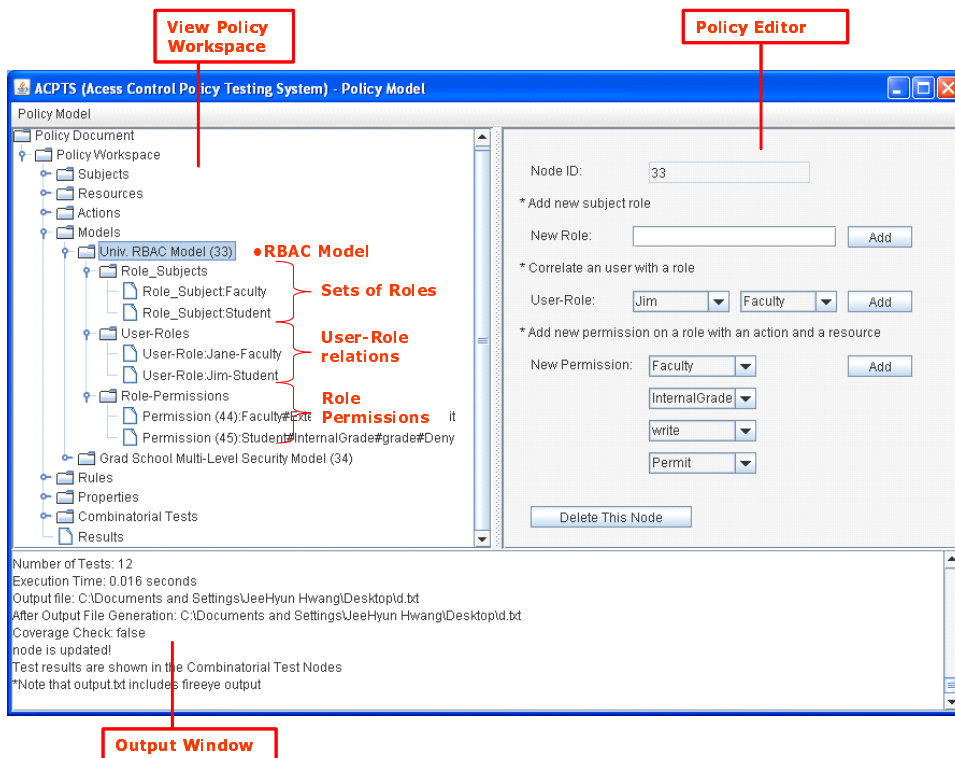 View Policy
Workspace
Policy Editor
ACPTS (Acess Control Policy Testing System) - Policy Model
Policy Model
Policy Document
Policy Workspace
Subjects
Resources
Actions
Models
Univ. RBAC Model (33)
•RBAC Model
Role_Subjects
Role_Subject:Faculty
Role_Subject:Student
Sets of Roles
User-Roles
User-Role:Jane-Faculty
User-Role:Jim-Student
User-Role
relations
Role-Permissions
Permission (44):Faculty#Exte it
Permission (45):Student#InternalGrade#grade#Deny
Role
Permissions
Grad School Multi-Level Security Model (34)
Rules
Properties
Combinatorial Tests
Results
Node ID: 33
* Add new subject role
New Role: Add
* Correlate an user with a role
User-Role: Jim Faculty Add
* Add new permission on a role with an action and a resource
New Permission: Faculty Add
InternalGrade
write
Permit
Delete This Node
Number of Tests: 12
Execution Time: 0.016 seconds
Output file: C:\Documents and Settings\JeeHyun Hwang\Desktop\d.txt
After Output File Generation: C:\Documents and Settings\JeeHyun Hwang\Desktop\d.txt
Coverage Check: false
node is updated!
Test results are shown in the Combinatorial Test Nodes
*Note that output.txt includes fireeye output
Output Window